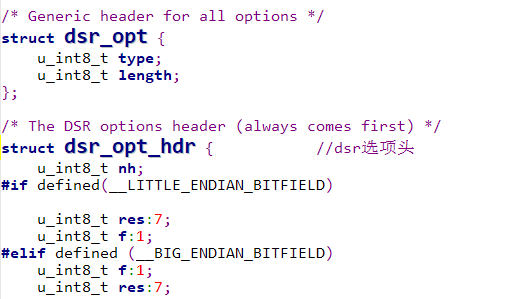 /* Generic header for all options */
struct dsr_opt {
    u_int8_t type;
    u_int8_t length;
};
/* The DSR options header (always comes first) */
struct dsr_opt_hdr {            //dsr选项头
    u_int8_t nh;
#if defined(__LITTLE_ENDIAN_BITFIELD)
    u_int8_t res:7;
    u_int8_t f:1;
#elif defined (__BIG_ENDIAN_BITFIELD)
    u_int8_t f:1;
    u_int8_t res:7;